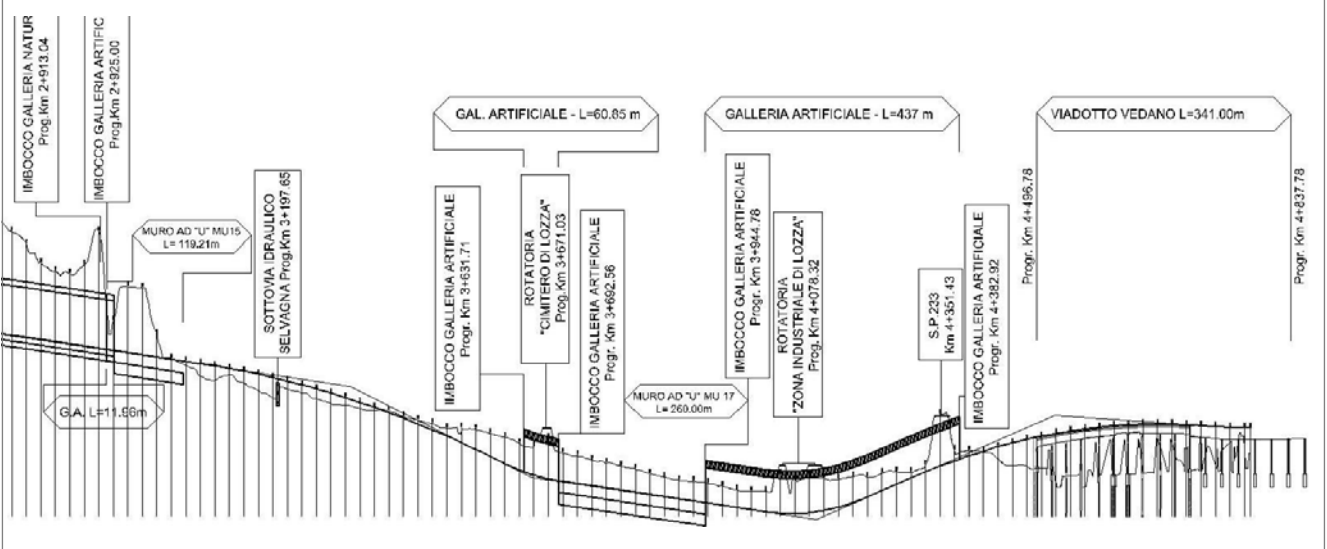 IMBOCCO GALLERIA NATUR
Prog.Km 2+913.04
IMBOCCO GALLERIA ARTIFIC
Prog.Km 2+925.00
MURO AD "U" MU15
L= 119.21m
G.A. L=11.96m
SOTTOVIA IDRAULICO
SELVAGNA Prog.Km 3+197.65
GAL. ARTIFICIALE - L=60.85 m
IMBOCCO GALLERIA ARTIFICIALE
Progr. Km 3+631.71
ROTATORIA
"CIMITERO DI LOZZA"
Prog.Km 3+671.03
IMBOCCO GALLERIA ARTIFICIALE
Progr. Km 3+692.56
MURO AD "U" MU 17
L= 260.00m
GALLERIA ARTIFICIALE - L=437 m
IMBOCCO GALLERIA ARTIFICIALE
Progr. Km 3+944.78
ROTATORIA
"ZONA INDUSTRIALE DI LOZZA"
Prog. Km 4+078.32
S.P.233
Km 4+351.43
IMBOCCO GALLERIA ARTIFICIALE
Progr. Km 4+382.92
VIADOTTO VEDANO L=341.00m
Progr. Km 4+496.78
Progr. Km 4+837.78